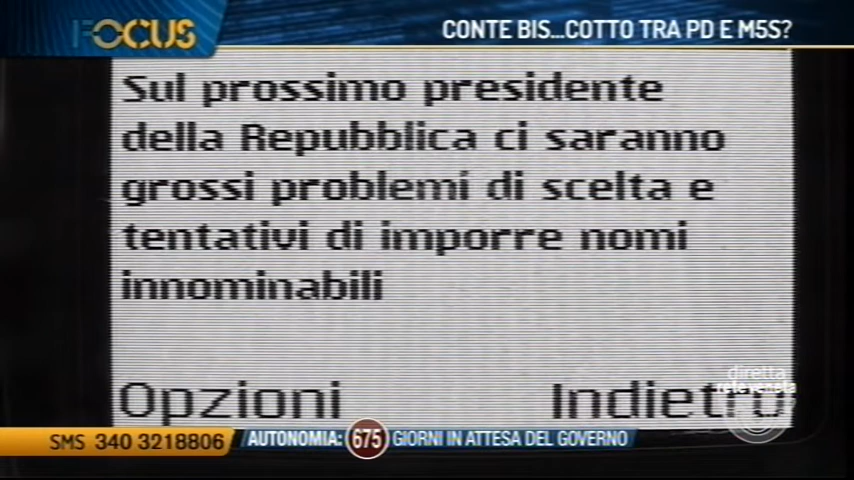 FOCUS
CONTE BIS...COTTO TRA PD E M5S?
Sul prossimo presidente
della Repubblica ci saranno
grossi problemi di scelta e
tentativi di imporre nomi
innominabili
Opzioni Indietro
diretta
reteveneta
SMS 340 3218806
AUTONOMIA: 675 GIORNI IN ATTESA DEL GOVERNO